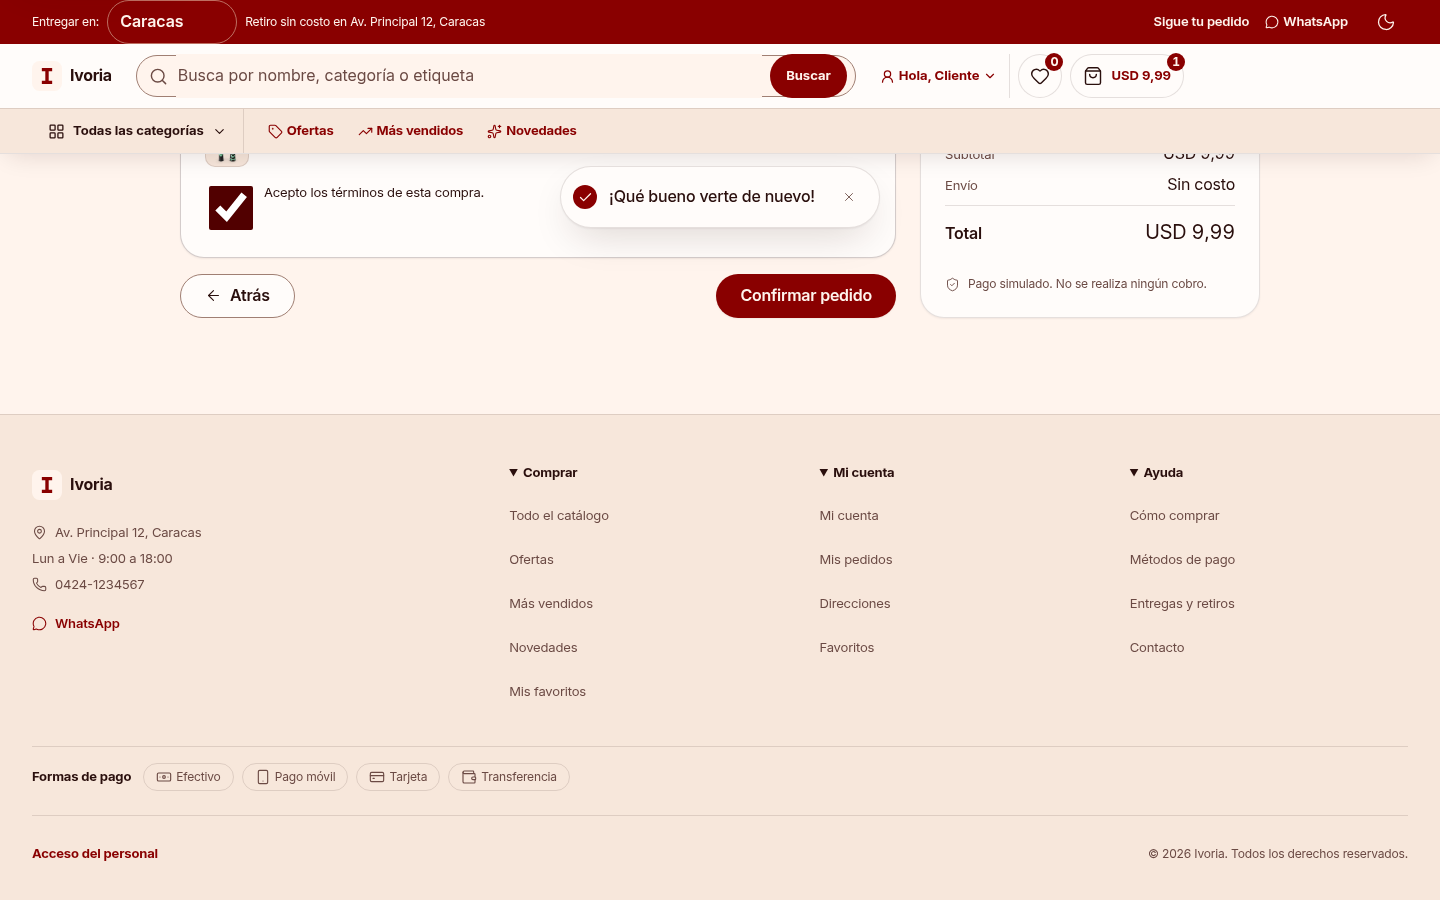 Entregar en:
Caracas
Retiro sin costo en Av. Principal 12, Caracas
Sigue tu pedido
WhatsApp
I
Ivoria
Busca por nombre, categoría o etiqueta
Buscar
Hola, Cliente
0
USD 9,99
1
Todas las categorías
Ofertas
Más vendidos
Novedades
Subtotal
USD 9,99
Acepto los términos de esta compra.
¡Qué bueno verte de nuevo!
Envío
Sin costo
Total
USD 9,99
Atrás
Confirmar pedido
Pago simulado. No se realiza ningún cobro.
I
Ivoria
Av. Principal 12, Caracas
Lun a Vie · 9:00 a 18:00
0424-1234567
WhatsApp
Comprar
Todo el catálogo
Ofertas
Más vendidos
Novedades
Mis favoritos
Mi cuenta
Mi cuenta
Mis pedidos
Direcciones
Favoritos
Ayuda
Cómo comprar
Métodos de pago
Entregas y retiros
Contacto
Formas de pago
Efectivo
Pago móvil
Tarjeta
Transferencia
Acceso del personal
© 2026 Ivoria. Todos los derechos reservados.